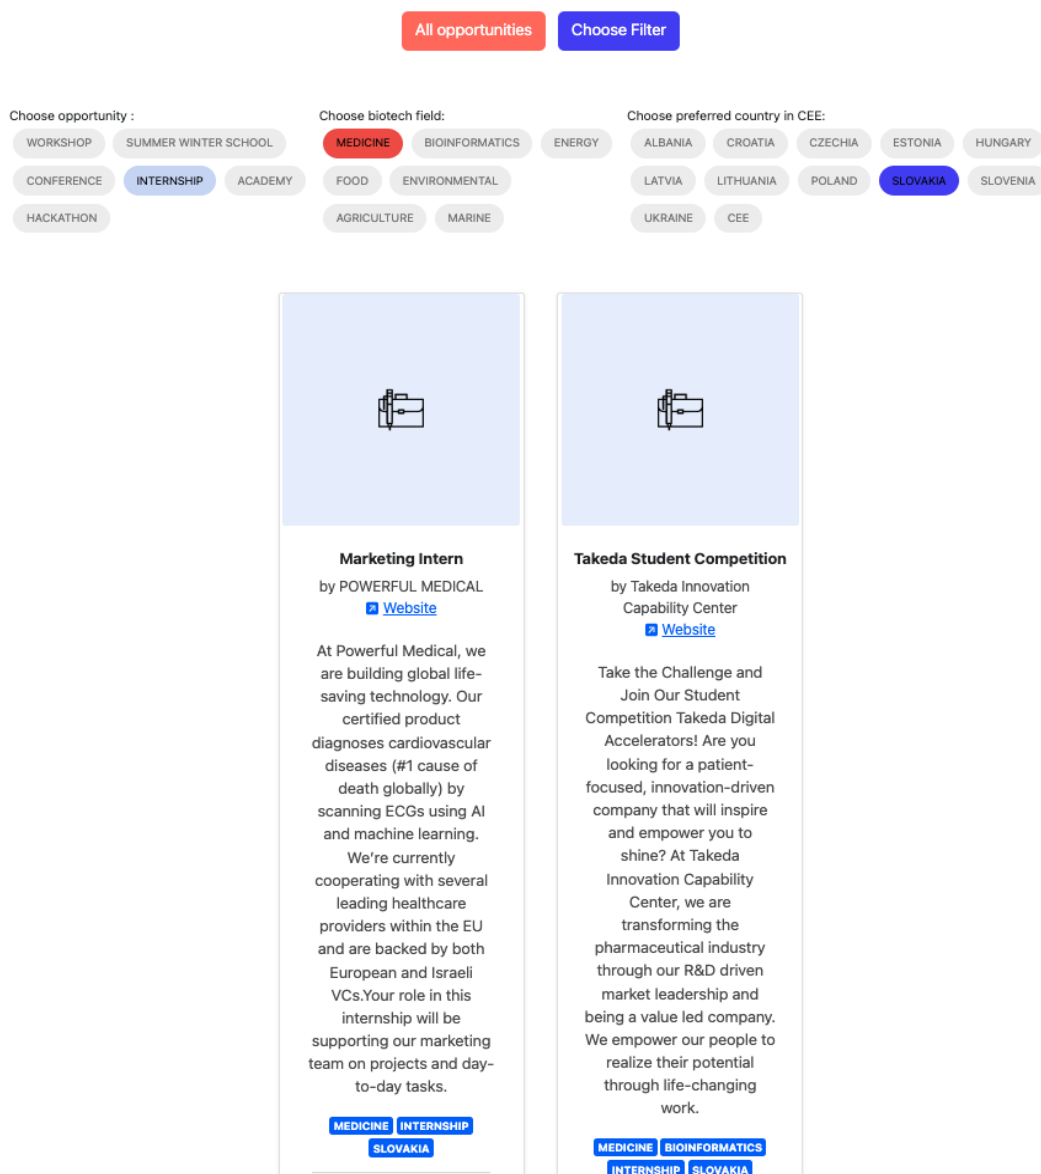 All opportunities Choose Filter
Choose opportunity : Choose biotech field: Choose preferred country in CEE:
WORKSHOP SUMMER WINTER SCHOOL MEDICINE BIOINFORMATICS ENERGY ALBANIA CROATIA CZECHIA ESTONIA HUNGARY
CONFERENCE INTERNSHIP ACADEMY FOOD ENVIRONMENTAL LATVIA LITHUANIA POLAND SLOVAKIA SLOVENIA
HACKATHON AGRICULTURE MARINE UKRAINE CEE
Marketing Intern
by POWERFUL MEDICAL
Website
At Powerful Medical, we
are building global life-
saving technology. Our
certified product
diagnoses cardiovascular
diseases (#1 cause of
death globally) by
scanning ECGs using AI
and machine learning.
We're currently
cooperating with several
leading healthcare
providers within the EU
and are backed by both
European and Israeli
VCs.Your role in this
internship will be
supporting our marketing
team on projects and day-
to-day tasks.
MEDICINE INTERNSHIP
SLOVAKIA
Takeda Student Competition
by Takeda Innovation
Capability Center
Website
Take the Challenge and
Join Our Student
Competition Takeda Digital
Accelerators! Are you
looking for a patient-
focused, innovation-driven
company that will inspire
and empower you to
shine? At Takeda
Innovation Capability
Center, we are
transforming the
pharmaceutical industry
through our R&D driven
market leadership and
being a value led company.
We empower our people to
realize their potential
through life-changing
work.
MEDICINE BIOINFORMATICS
INTERNSHIP SLOVAKIA